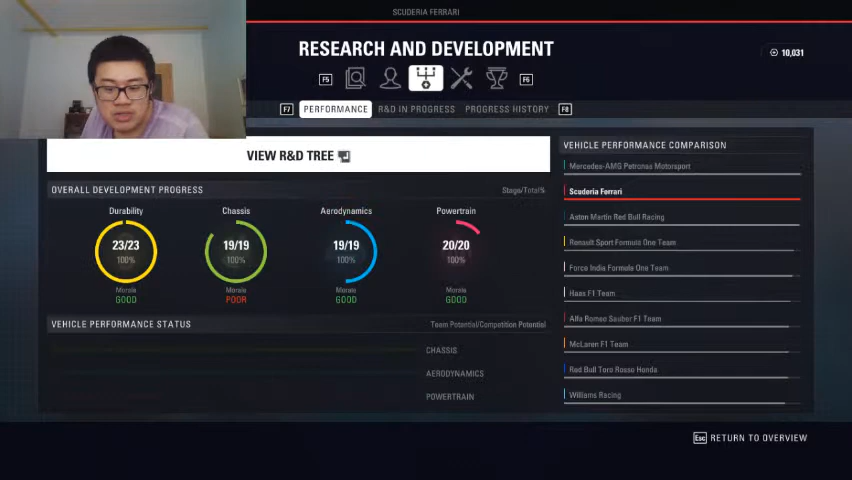 SCUDERIA FERRARI
RESEARCH AND DEVELOPMENT
10,031
F5
F6
F7 PERFORMANCE R&D IN PROGRESS PROGRESS HISTORY F8
VIEW R&D TREE
OVERALL DEVELOPMENT PROGRESS Stage/Total%
Durability Chassis Aerodynamics Powertrain
23/23 19/19 19/19 20/20
100% 100% 100% 100%
Morale Morale Morale Morale
GOOD POOR GOOD GOOD
VEHICLE PERFORMANCE STATUS Team Potential/Competition Potential
CHASSIS
AERODYNAMICS
POWERTRAIN
VEHICLE PERFORMANCE COMPARISON
Mercedes-AMG Petronas Motorsport
Scuderia Ferrari
Aston Martin Red Bull Racing
Renault Sport Formula One Team
Force India Formula One Team
Haas F1 Team
Alfa Romeo Sauber F1 Team
McLaren F1 Team
Red Bull Toro Rosso Honda
Williams Racing
Esc RETURN TO OVERVIEW